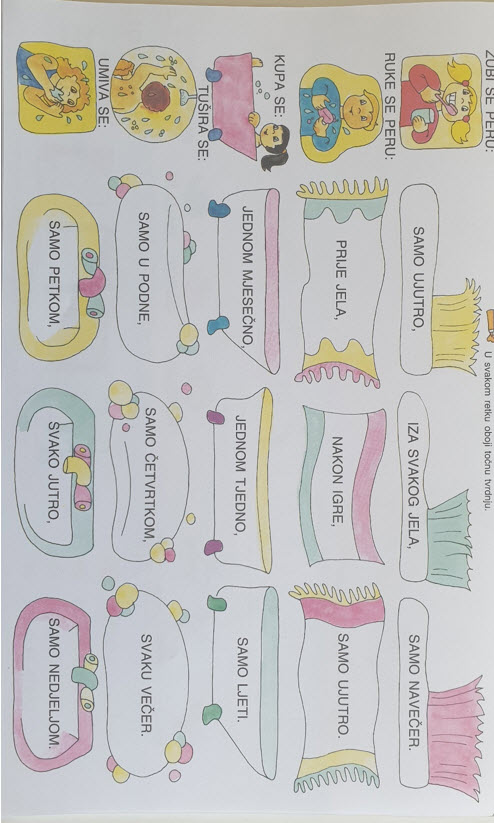 U svakom retku oboji točnu tvrdnju.
ZUBI SE PERU:
SAMO UJUTRO,
IZA SVAKOG JELA,
SAMO NAVEČER.
RUKE SE PERU:
PRIJE JELA,
NAKON IGRE,
SAMO UJUTRO.
KUPA SE:
JEDNOM MJESEČNO,
JEDNOM TJEDNO,
SAMO LJETI.
TUŠIRA SE:
SAMO U PODNE,
SAMO ČETVRTKOM,
SVAKU VEČER.
UMIVA SE:
SAMO PETKOM,
SVAKO JUTRO,
SAMO NEDJELJOM.